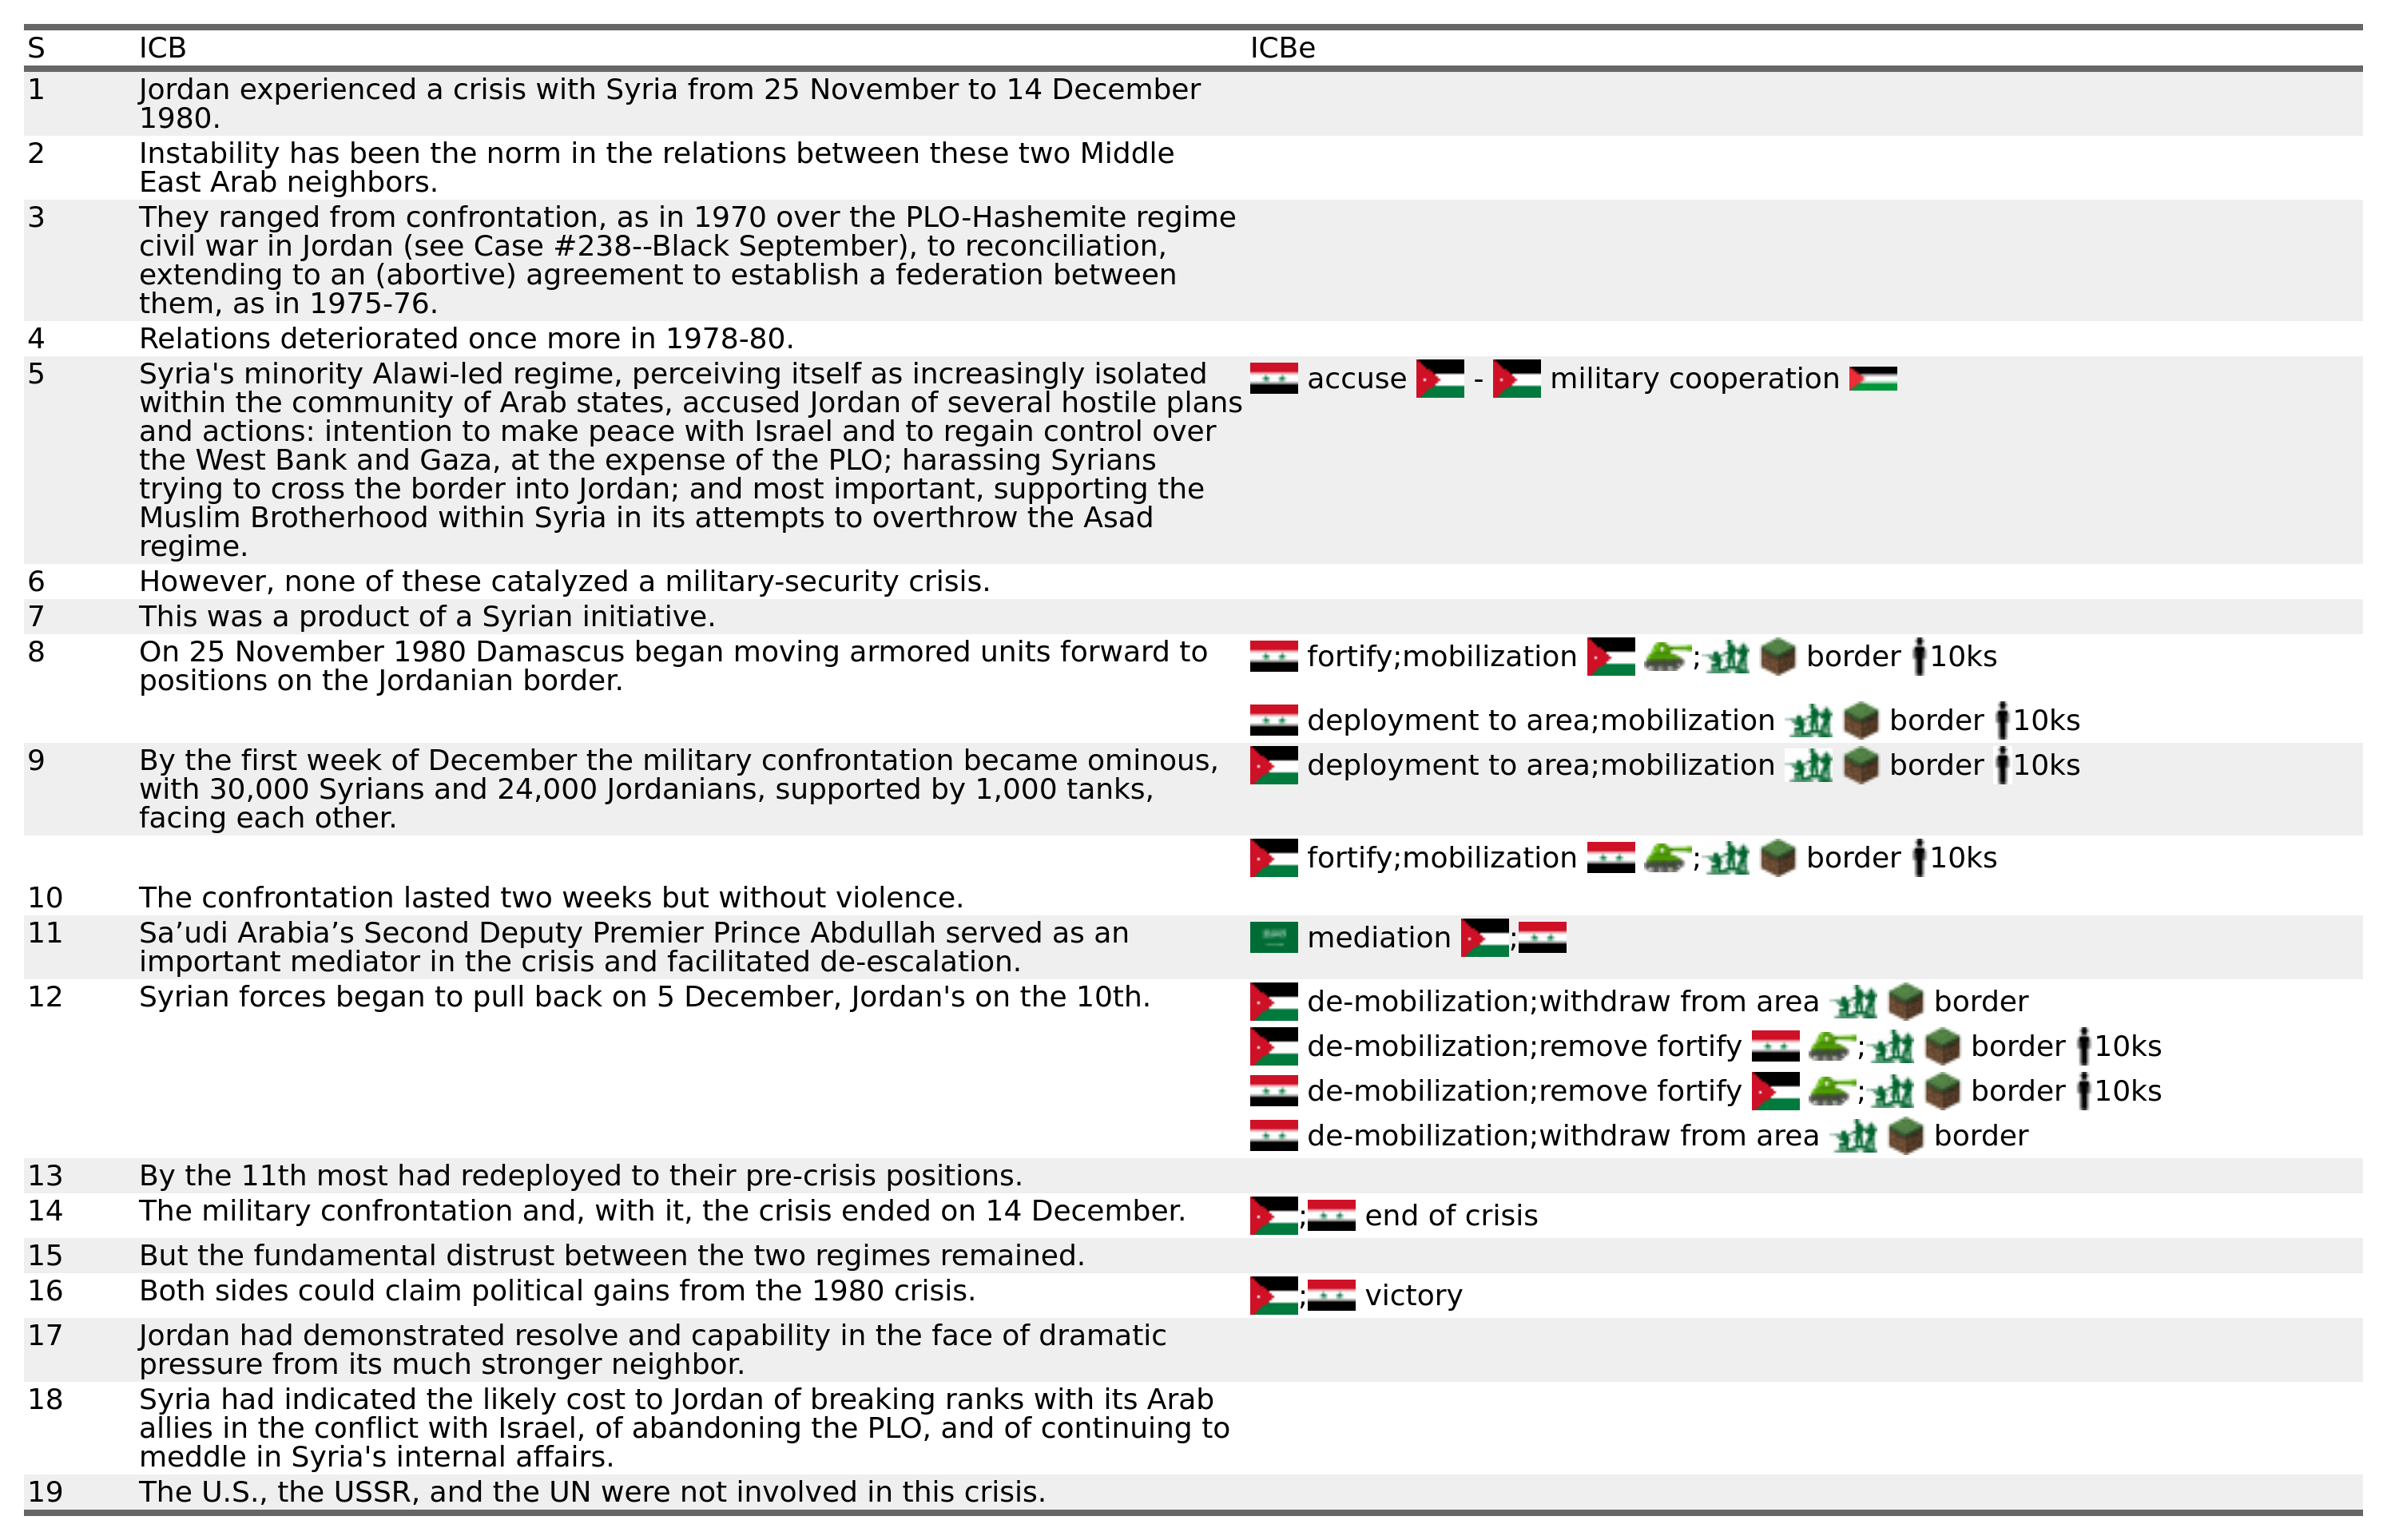 S ICB ICBe
1 Jordan experienced a crisis with Syria from 25 November to 14 December
1980.
2 Instability has been the norm in the relations between these two Middle
East Arab neighbors.
3 They ranged from confrontation, as in 1970 over the PLO-Hashemite regime
civil war in Jordan (see Case #238--Black September), to reconciliation,
extending to an (abortive) agreement to establish a federation between
them, as in 1975-76.
4 Relations deteriorated once more in 1978-80.
5 Syria's minority Alawi-led regime, perceiving itself as increasingly isolated accuse - military cooperation
within the community of Arab states, accused Jordan of several hostile plans
and actions: intention to make peace with Israel and to regain control over
the West Bank and Gaza, at the expense of the PLO; harassing Syrians
trying to cross the border into Jordan; and most important, supporting the
Muslim Brotherhood within Syria in its attempts to overthrow the Asad
regime.
6 However, none of these catalyzed a military-security crisis.
7 This was a product of a Syrian initiative.
8 On 25 November 1980 Damascus began moving armored units forward to fortify;mobilization ; border 10ks
positions on the Jordanian border.
deployment to area;mobilization border 10ks
9 By the first week of December the military confrontation became ominous, deployment to area;mobilization border 10ks
with 30,000 Syrians and 24,000 Jordanians, supported by 1,000 tanks,
facing each other.
fortify;mobilization ; border 10ks
10 The confrontation lasted two weeks but without violence.
11 Sa’udi Arabia’s Second Deputy Premier Prince Abdullah served as an mediation ;
important mediator in the crisis and facilitated de-escalation.
12 Syrian forces began to pull back on 5 December, Jordan's on the 10th. de-mobilization;withdraw from area border
de-mobilization;remove fortify ; border 10ks
de-mobilization;remove fortify ; border 10ks
de-mobilization;withdraw from area border
13 By the 11th most had redeployed to their pre-crisis positions.
14 The military confrontation and, with it, the crisis ended on 14 December. ; end of crisis
15 But the fundamental distrust between the two regimes remained.
16 Both sides could claim political gains from the 1980 crisis. ; victory
17 Jordan had demonstrated resolve and capability in the face of dramatic
pressure from its much stronger neighbor.
18 Syria had indicated the likely cost to Jordan of breaking ranks with its Arab
allies in the conflict with Israel, of abandoning the PLO, and of continuing to
meddle in Syria's internal affairs.
19 The U.S., the USSR, and the UN were not involved in this crisis.